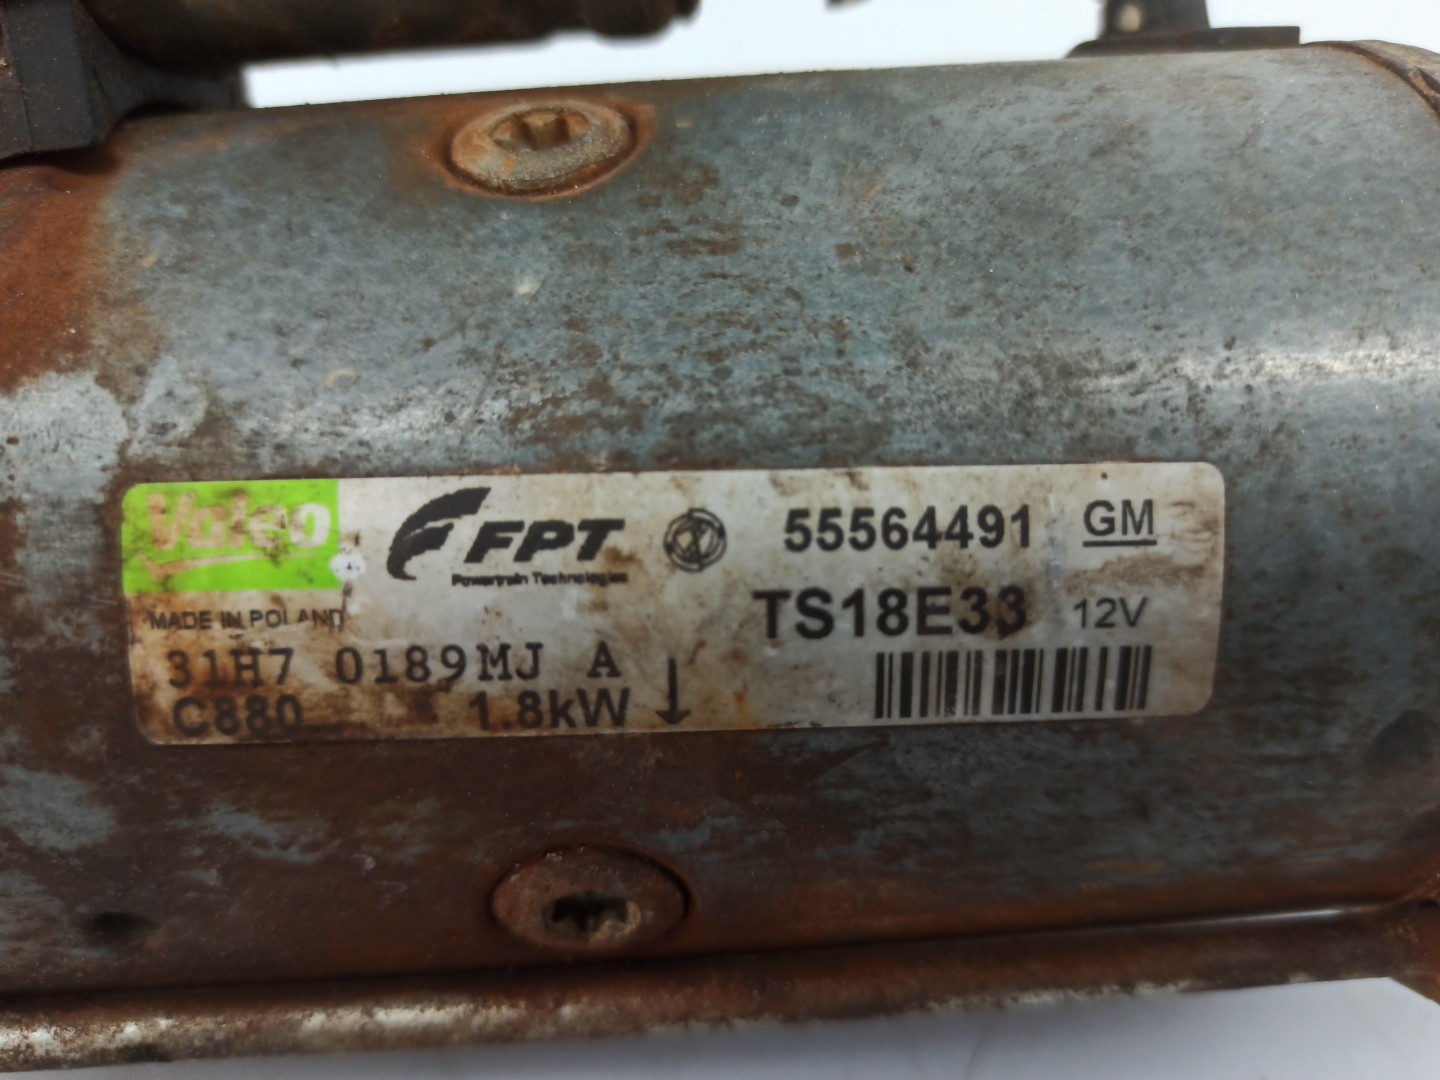 Valeo
FPT
Powertrain Technologies
55564491 GM
TS18E33 12V
MADE IN POLAND
31H7 0189MJ A
C880 1.8kW